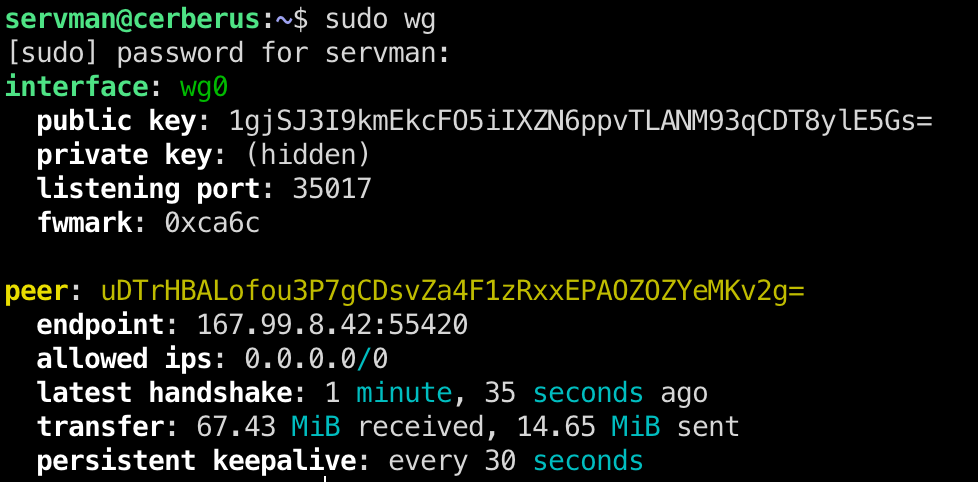 servman@cerberus:~$ sudo wg
[sudo] password for servman:
interface: wg0
public key: 1gjSJ3I9kmEkcFO5iIXZN6ppvTLANM93qCDT8ylE5Gs=
private key: (hidden)
listening port: 35017
fwmark: 0xca6c
peer: uDTrHBALofou3P7gCDsvZa4F1zRxxEPAOZOZYeMKv2g=
endpoint: 167.99.8.42:55420
allowed ips: 0.0.0.0/0
latest handshake: 1 minute, 35 seconds ago
transfer: 67.43 MiB received, 14.65 MiB sent
persistent keepalive: every 30 seconds